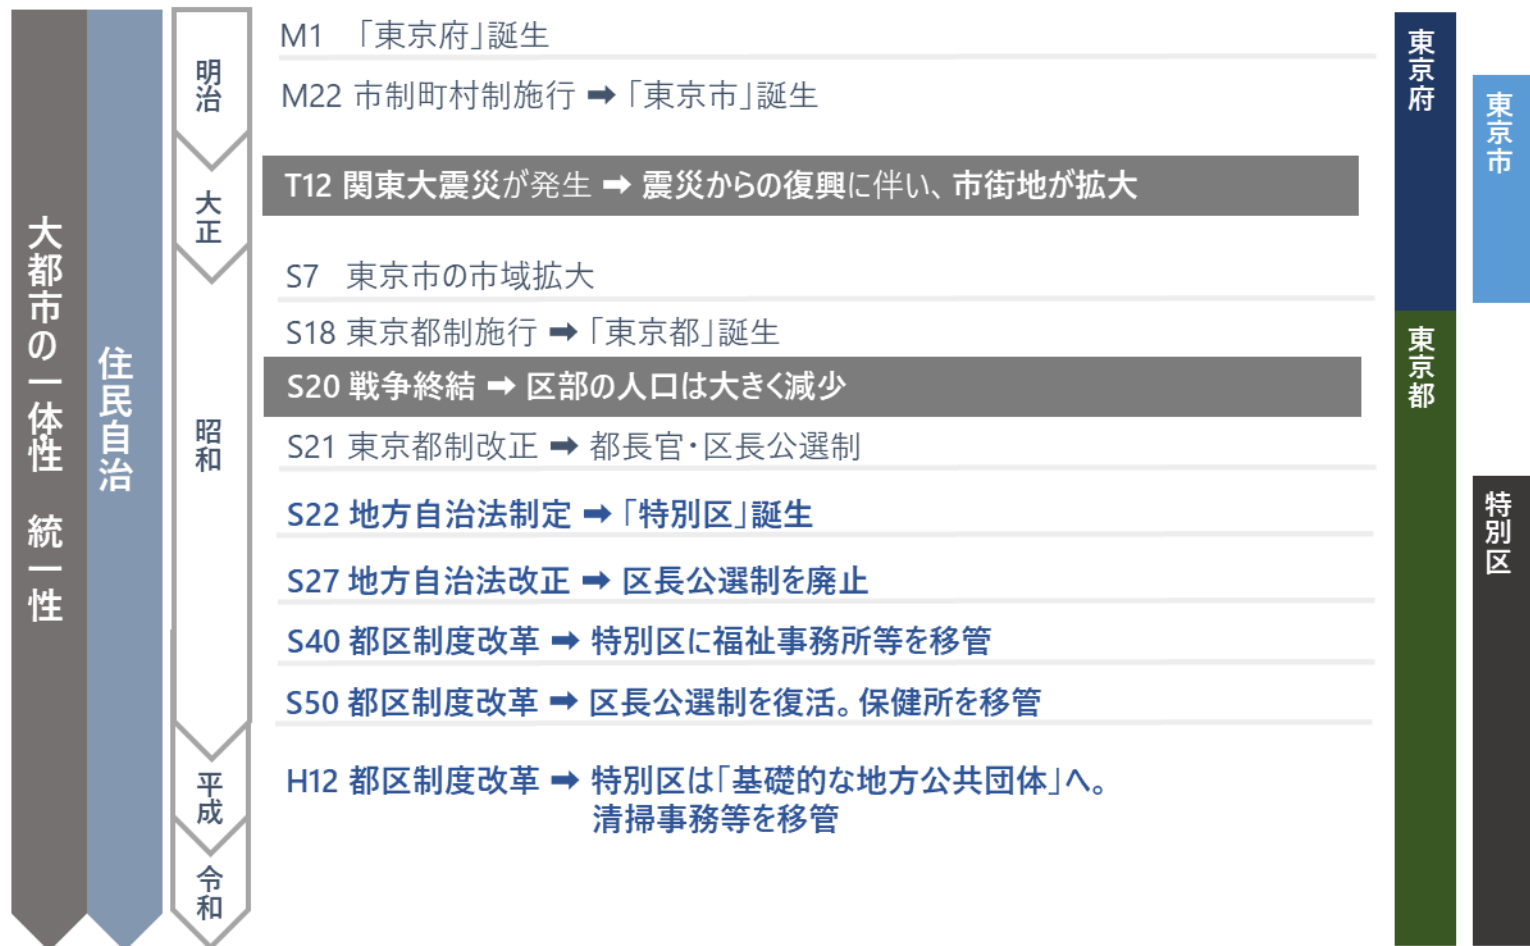 大都市の一体性 統一性
住民自治
明治
大正
昭和
平成
令和
M1 「東京府」誕生
M22 市制町村制施行 ➡「東京市」誕生
T12 関東大震災が発生 ➡ 震災からの復興に伴い、市街地が拡大
S7 東京市の市域拡大
S18 東京都制施行 ➡「東京都」誕生
S20 戦争終結 ➡ 区部の人口は大きく減少
S21 東京都制改正 ➡ 都長官・区長公選制
S22 地方自治法制定 ➡「特別区」誕生
S27 地方自治法改正 ➡ 区長公選制を廃止
S40 都区制度改革 ➡ 特別区に福祉事務所等を移管
S50 都区制度改革 ➡ 区長公選制を復活。保健所を移管
H12 都区制度改革 ➡ 特別区は「基礎的な地方公共団体」へ。
清掃事務等を移管
東京府
東京市
東京都
特別区